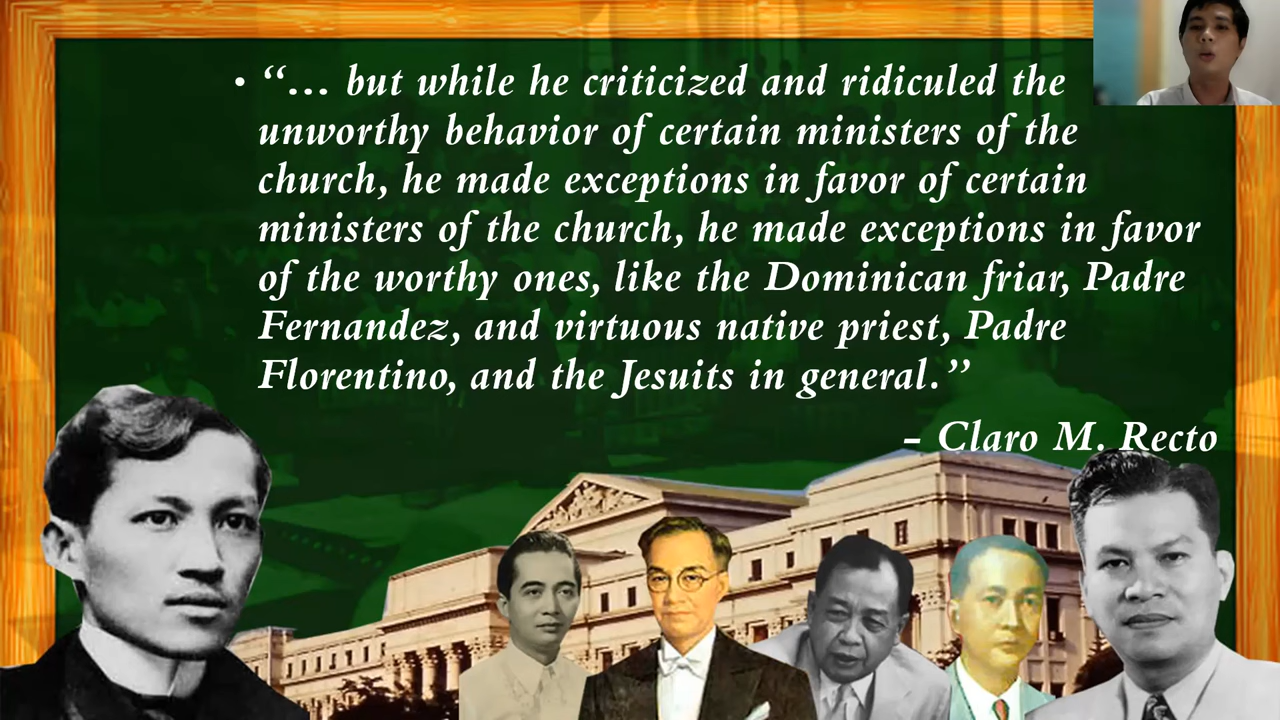 • “... but while he criticized and ridiculed the
unworthy behavior of certain ministers of the
church, he made exceptions in favor of certain
ministers of the church, he made exceptions in favor
of the worthy ones, like the Dominican friar, Padre
Fernandez, and virtuous native priest, Padre
Florentino, and the Jesuits in general.”
- Claro M. Recto